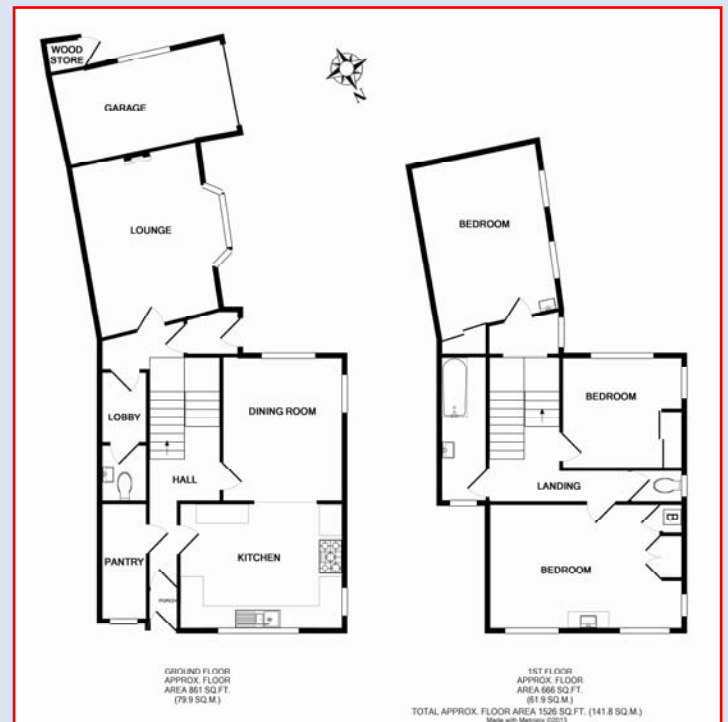 WOOD
STORE
GARAGE
N
LOUNGE
LOBBY
DINING ROOM
HALL
PANTRY
PORCH
KITCHEN
BEDROOM
BEDROOM
LANDING
BEDROOM
GROUND FLOOR
APPROX. FLOOR
AREA 861 SQ.FT.
(79.9 SQ.M.)
1ST FLOOR
APPROX. FLOOR
AREA 666 SQ.FT.
(61.9 SQ.M.)
TOTAL APPROX. FLOOR AREA 1526 SQ.FT. (141.8 SQ.M.)
Made with Metropix ©2013